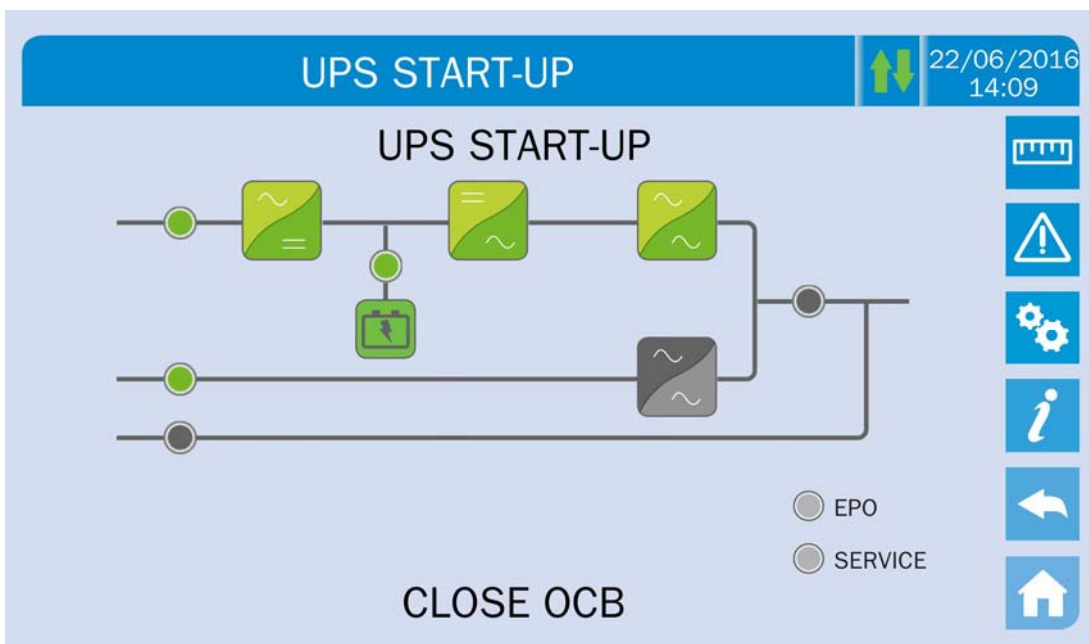 UPS START-UP
22/06/2016
14:09
UPS START-UP
EPO
SERVICE
CLOSE OCB